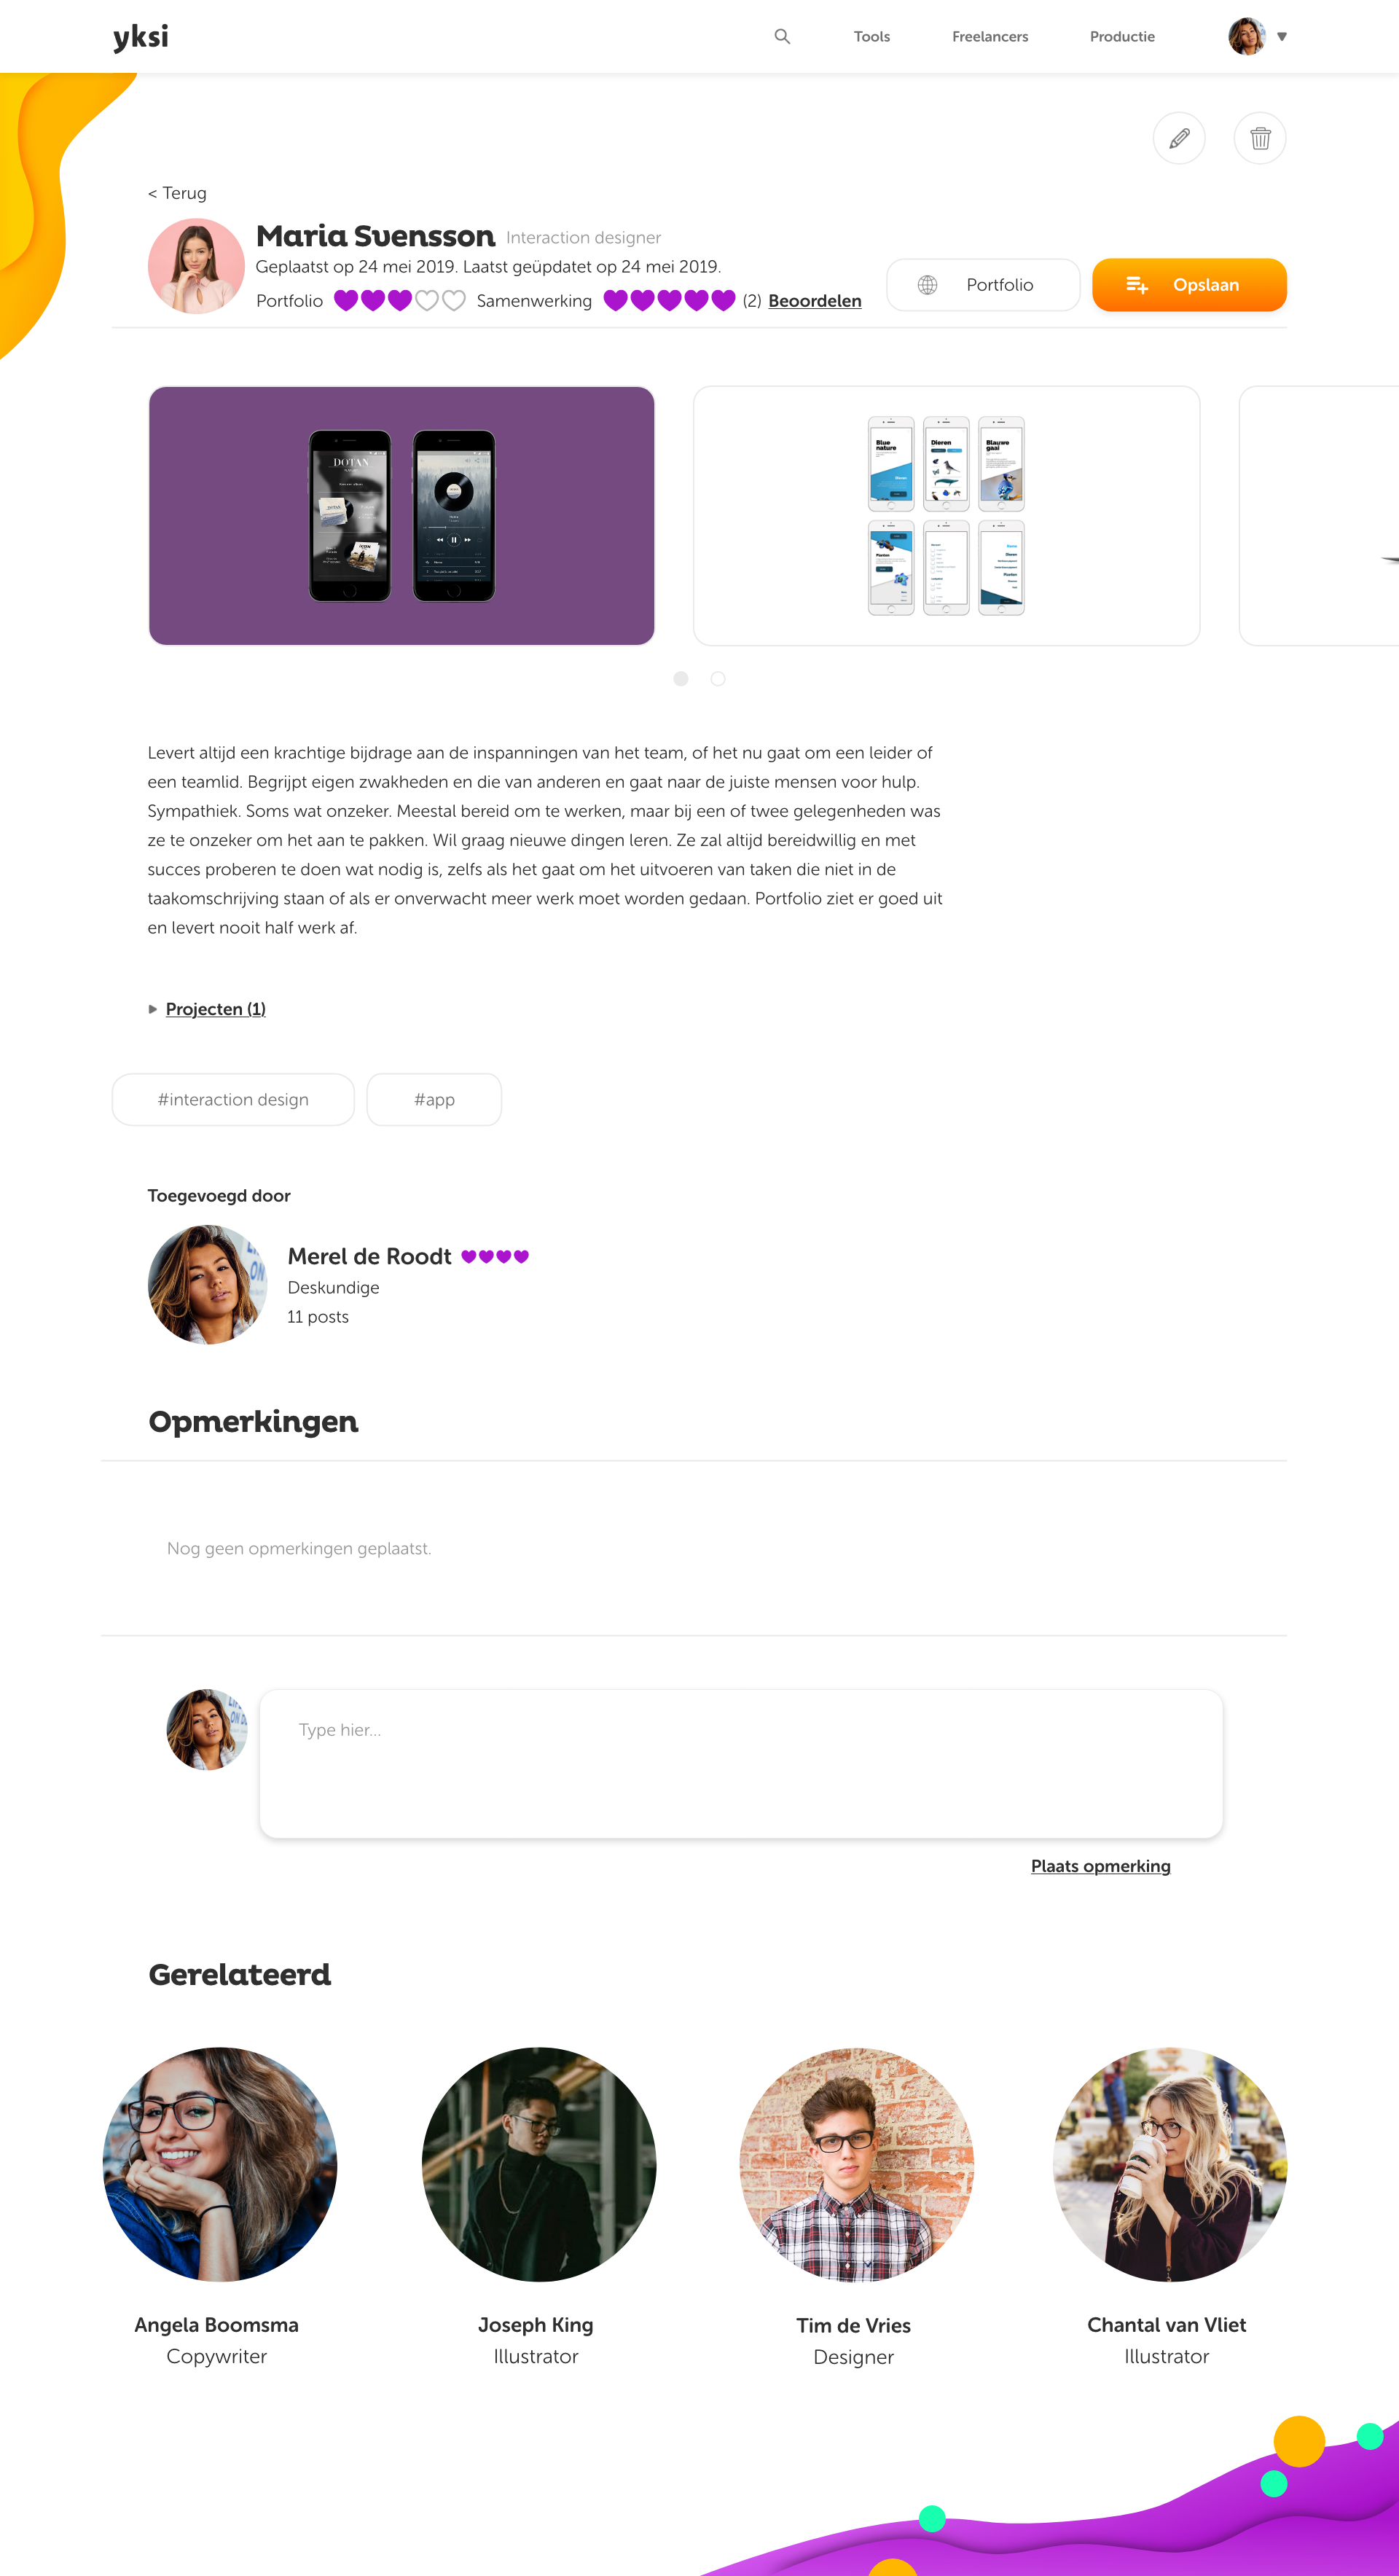 yksi
Tools
Freelancers
Productie
< Terug
Maria Svensson Interaction designer
Geplaatst op 24 mei 2019. Laatst geüpdatet op 24 mei 2019.
Portfolio Samenwerking (2) Beoordelen
Portfolio
Opslaan
DOTAN
Blue nature
Dieren
Blauwe gaai
Levert altijd een krachtige bijdrage aan de inspanningen van het team, of het nu gaat om een leider of
een teamlid. Begrijpt eigen zwakheden en die van anderen en gaat naar de juiste mensen voor hulp.
Sympathiek. Soms wat onzeker. Meestal bereid om te werken, maar bij een of twee gelegenheden was
ze te onzeker om het aan te pakken. Wil graag nieuwe dingen leren. Ze zal altijd bereidwillig en met
succes proberen te doen wat nodig is, zelfs als het gaat om het uitvoeren van taken die niet in de
taakomschrijving staan of als er onverwacht meer werk moet worden gedaan. Portfolio ziet er goed uit
en levert nooit half werk af.
Projecten (1)
#interaction design
#app
Toegevoegd door
Merel de Roodt
Deskundige
11 posts
Opmerkingen
Nog geen opmerkingen geplaatst.
Type hier...
Plaats opmerking
Gerelateerd
Angela Boomsma
Copywriter
Joseph King
Illustrator
Tim de Vries
Designer
Chantal van Vliet
Illustrator